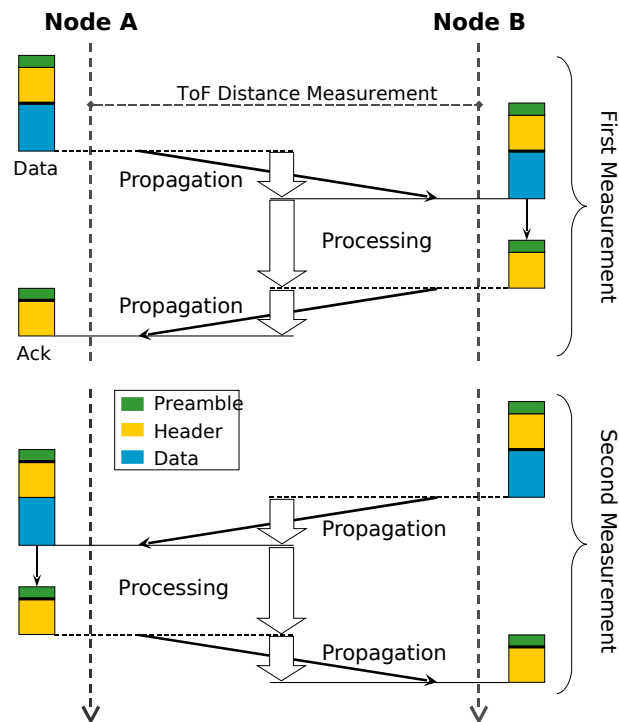 Node A
Node B
ToF Distance Measurement
Data
Propagation
Processing
Propagation
Ack
First Measurement
Preamble
Header
Data
Propagation
Processing
Propagation
Second Measurement